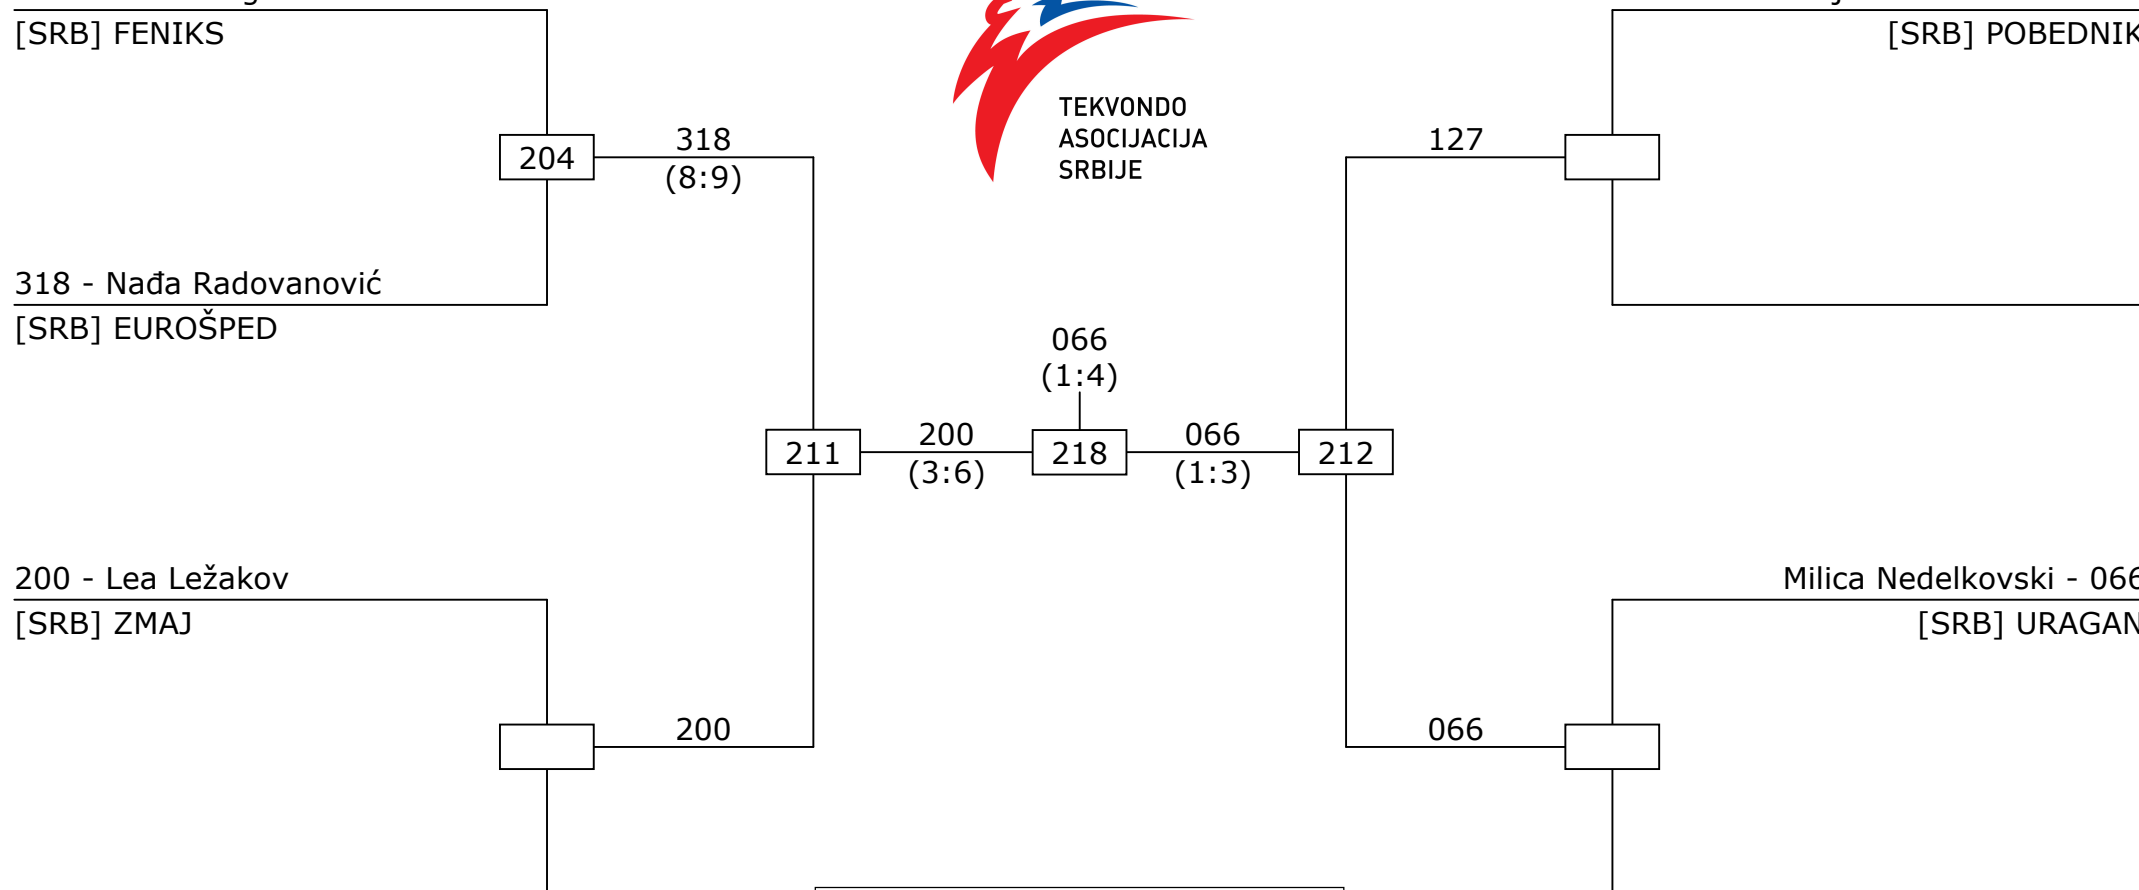 [SRB] FENIKS
[SRB] POBEDNIK
TEKVONDO
ASOCIJACIJA
SRBIJE
204
318
(8:9)
127
318 - Nađa Radovanović
[SRB] EUROŠPED
066
(1:4)
211
200
(3:6)
218
066
(1:3)
212
200 - Lea Ležakov
[SRB] ZMAJ
Milica Nedelkovski - 066
[SRB] URAGAN
200
066